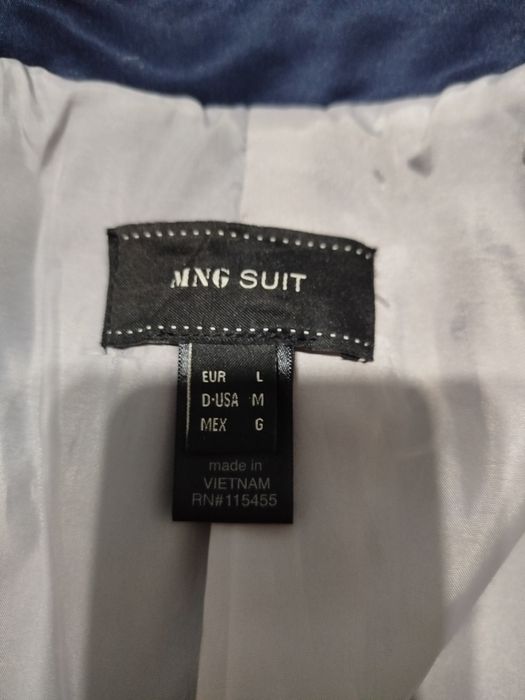 MNG SUIT
EUR L
D·USA M
MEX G
made in
VIETNAM
RN#115455